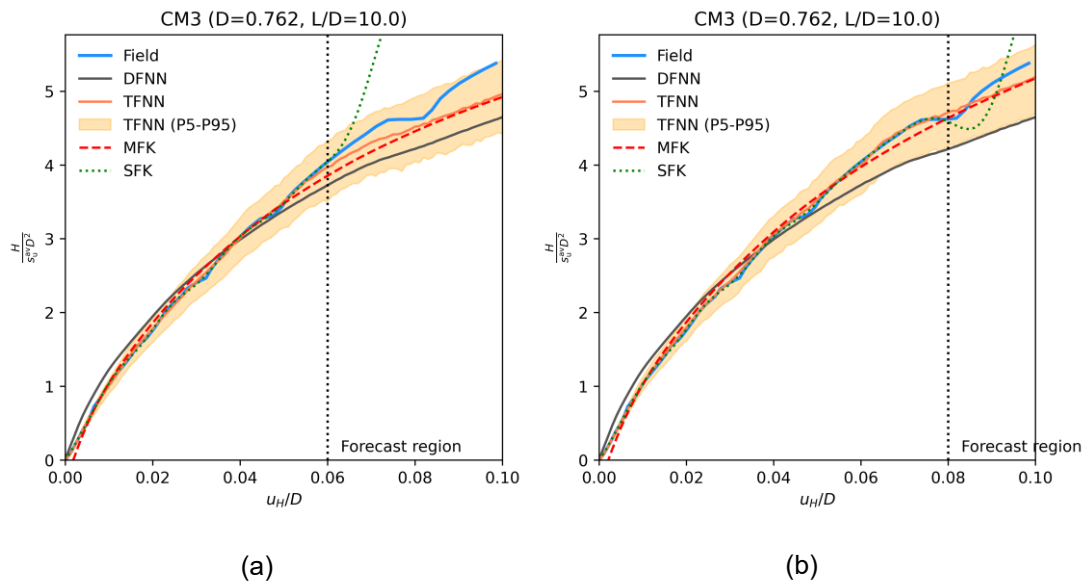 CM3 (D=0.762, L/D=10.0)
Field
DFNN
TFNN
TFNN (P5-P95)
MFK
SFK
5
4
3
2
1
0
H
s_u^av D^2
Forecast region
0.00 0.02 0.04 0.06 0.08 0.10
u_H/D
(a)
CM3 (D=0.762, L/D=10.0)
Field
DFNN
TFNN
TFNN (P5-P95)
MFK
SFK
5
4
3
2
1
0
H
s_u^av D^2
Forecast region
0.00 0.02 0.04 0.06 0.08 0.10
u_H/D
(b)